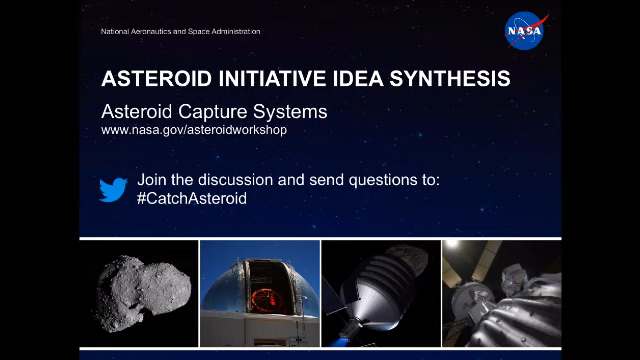 National Aeronautics and Space Administration
NASA
ASTEROID INITIATIVE IDEA SYNTHESIS
Asteroid Capture Systems
www.nasa.gov/asteroidworkshop
Join the discussion and send questions to:
#CatchAsteroid